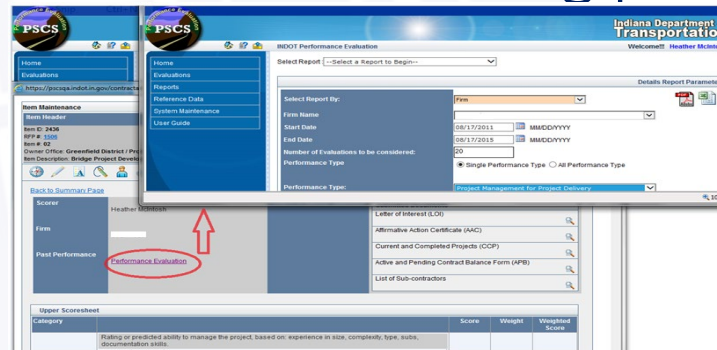 PSCS
PSCS
Indiana Department
Transportatio
INDOT Performance Evaluation
Welcome!!! Heather McInto
Home
Evaluations
Home
Evaluations
Reports
Reference Data
System Maintenance
User Guide
Select Report --Select a Report to Begin--
Details Report Paramete
Select Report By: Firm
Firm Name
Start Date 08/17/2011 MM/DD/YYYY
End Date 08/17/2015 MM/DD/YYYY
Number of Evaluations to be considered: 20
Performance Type Single Performance Type All Performance Type
Performance Type: Project Management for Project Delivery
https://pscsqa.indot.in.gov/contracta
Item Maintenance
Item Header
Item ID: 2436
RFP #: 1505
Item #: 02
Owner Office: Greenfield District / Pro
Item Description: Bridge Project Develo
Back to Summary Page
Scorer Heather McIntosh
Firm
Past Performance Performance Evaluation
Letter of Interest (LOI)
Affirmative Action Certificate (AAC)
Current and Completed Projects (CCP)
Active and Pending Contract Balance Form (APB)
List of Sub-contractors
Upper Scoresheet
Category Score Weight Weighted Score
Rating or predicted ability to manage the project, based on: experience in size, complexity, type, subs,
documentation skills.